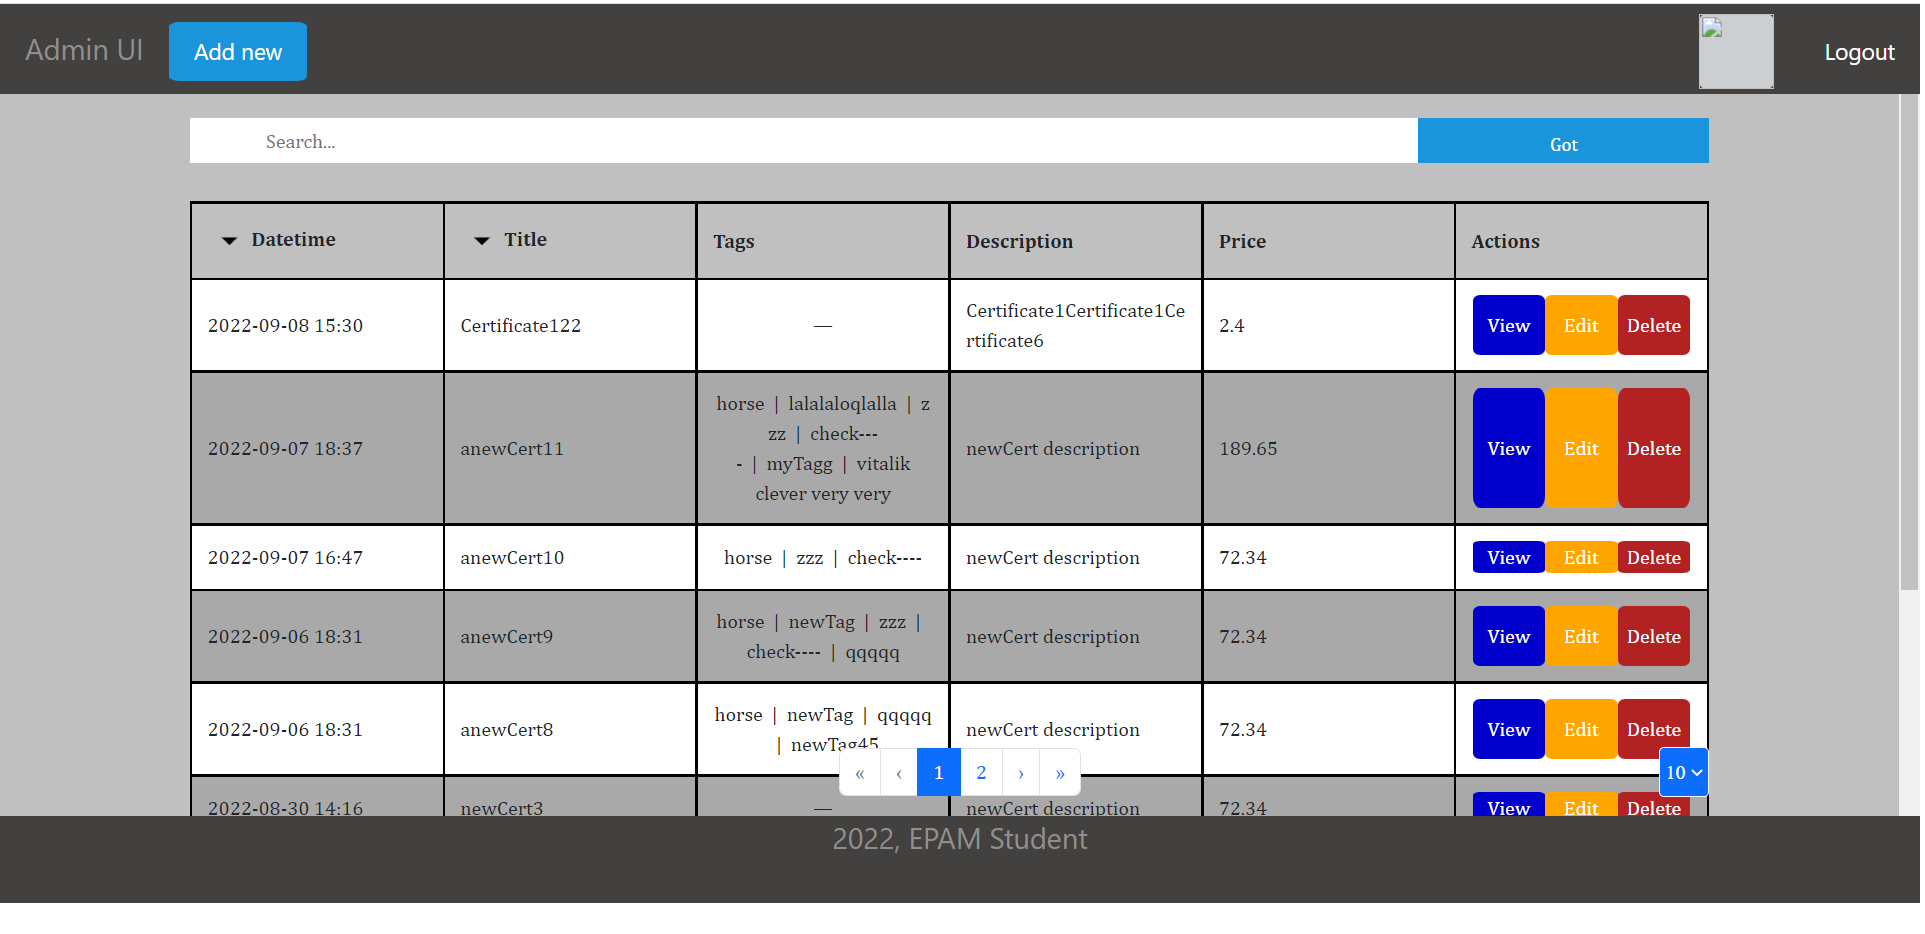 Admin UI Add new Logout
Search... Got
Datetime Title Tags Description Price Actions
2022-09-08 15:30 Certificate122 — Certificate1Certificate1Ce 2.4 View Edit Delete
rtificate6
horse | lalalaloqlalla | z
zz | check---
2022-09-07 18:37 anewCert11 newCert description 189.65 View Edit Delete
- | myTagg | vitalik
clever very very
2022-09-07 16:47 anewCert10 horse | zzz | check---- newCert description 72.34 View Edit Delete
horse | newTag | zzz |
2022-09-06 18:31 anewCert9 newCert description 72.34 View Edit Delete
check---- | qqqqq
horse | newTag | qqqqq
2022-09-06 18:31 anewCert8 newCert description 72.34 View Edit Delete
| newTag45
« ‹ 1 2 › » 10
2022-08-30 14:16 newCert3 — newCert description 72.34 View Edit Delete
2022, EPAM Student